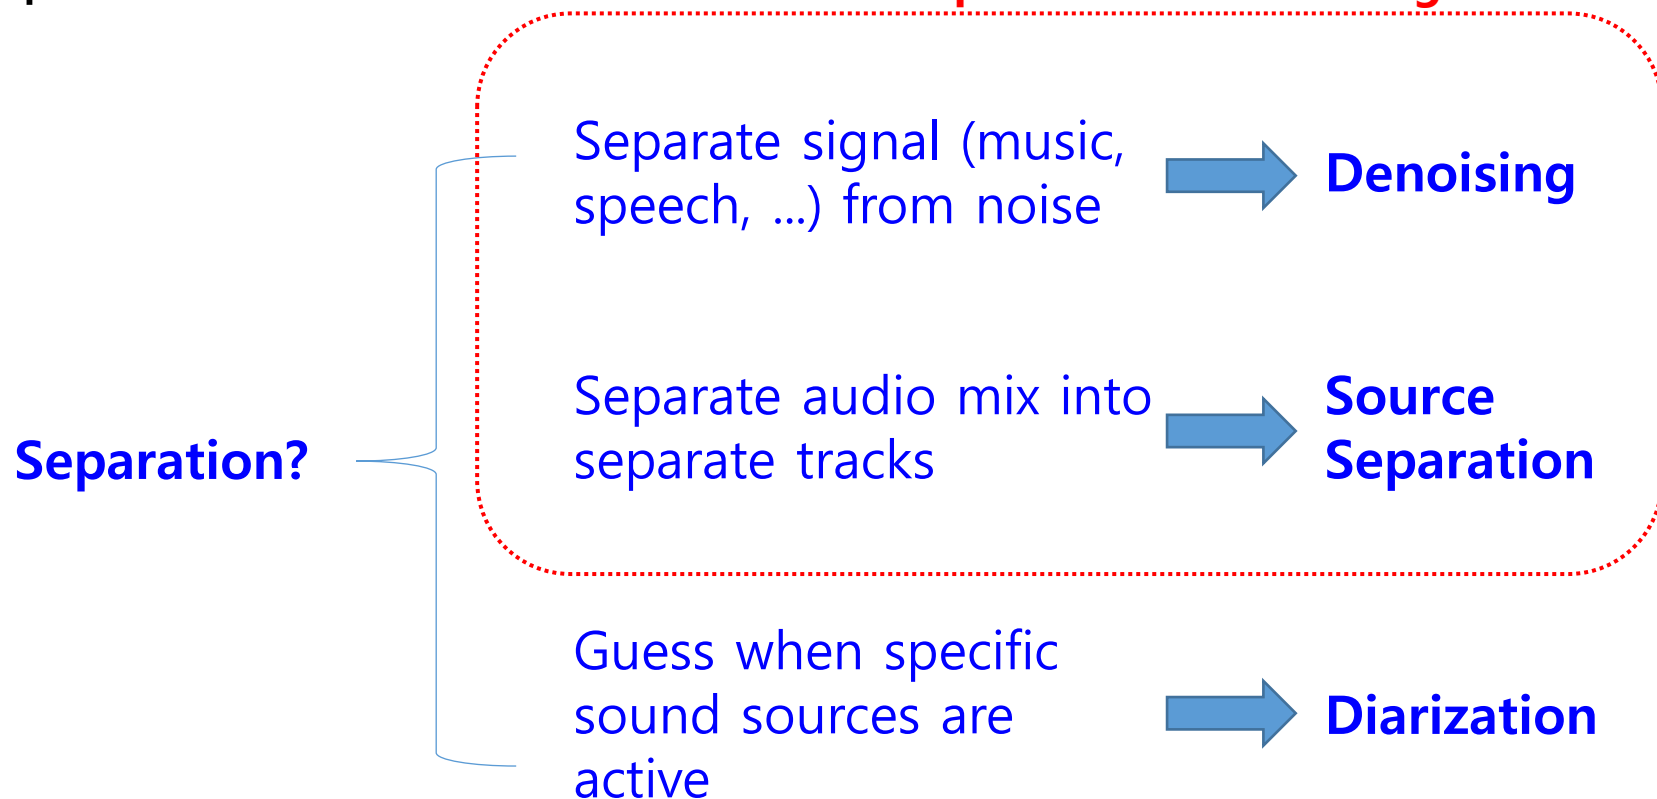 Separate signal (music,
speech, ...) from noise
Denoising
Separate audio mix into
separate tracks
Source
Separation
Separation?
Guess when specific
sound sources are
active
Diarization